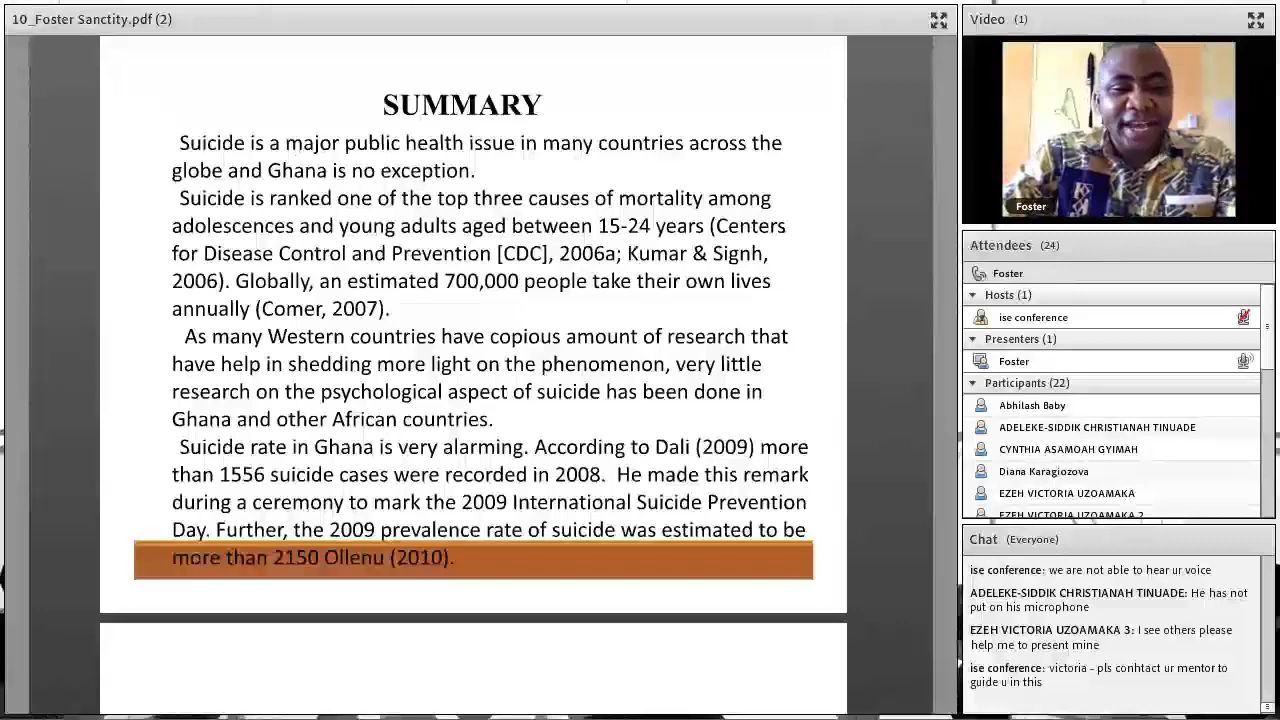 10_Foster Sanctity.pdf (2)
SUMMARY
Suicide is a major public health issue in many countries across the
globe and Ghana is no exception.
Suicide is ranked one of the top three causes of mortality among
adolescences and young adults aged between 15-24 years (Centers
for Disease Control and Prevention [CDC], 2006a; Kumar & Signh,
2006). Globally, an estimated 700,000 people take their own lives
annually (Comer, 2007).
As many Western countries have copious amount of research that
have help in shedding more light on the phenomenon, very little
research on the psychological aspect of suicide has been done in
Ghana and other African countries.
Suicide rate in Ghana is very alarming. According to Dali (2009) more
than 1556 suicide cases were recorded in 2008. He made this remark
during a ceremony to mark the 2009 International Suicide Prevention
Day. Further, the 2009 prevalence rate of suicide was estimated to be
more than 2150 Ollenu (2010).
Video (1)
Foster
Attendees (24)
Foster
Hosts (1)
ise conference
Presenters (1)
Foster
Participants (22)
Abhilash Baby
ADELEKE-SIDDIK CHRISTIANAH TINUADE
CYNTHIA ASAMOAH GYIMAH
Diana Karagiozova
EZEH VICTORIA UZOAMAKA
EZEH VICTORIA UZOAMAKA 2
Chat (Everyone)
ise conference: we are not able to hear ur voice
ADELEKE-SIDDIK CHRISTIANAH TINUADE: He has not
put on his microphone
EZEH VICTORIA UZOAMAKA 3: I see others please
help me to present mine
ise conference: victoria - pls conhtact ur mentor to
guide u in this